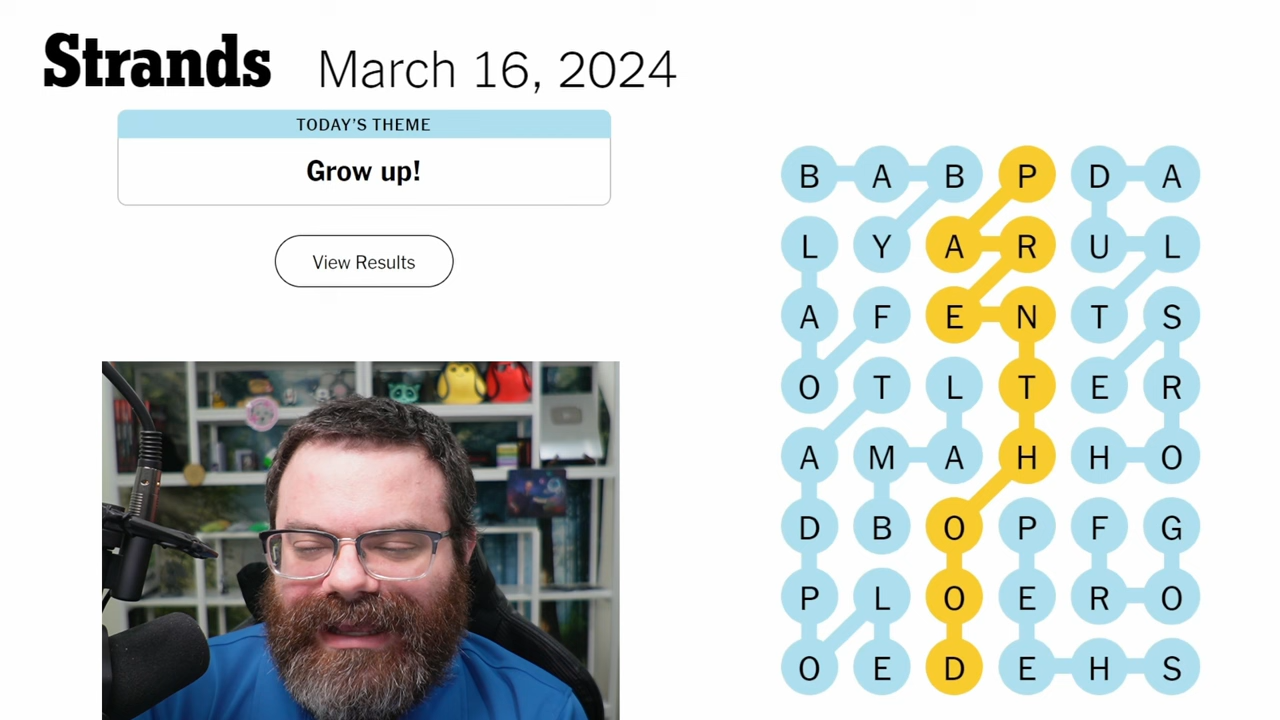 Strands March 16, 2024
TODAY'S THEME
Grow up!
View Results
B A B P D A
L Y A R U L
A F E N T S
O T L T E R
A M A H H O
D B O P F G
P L O E R O
O E D E H S